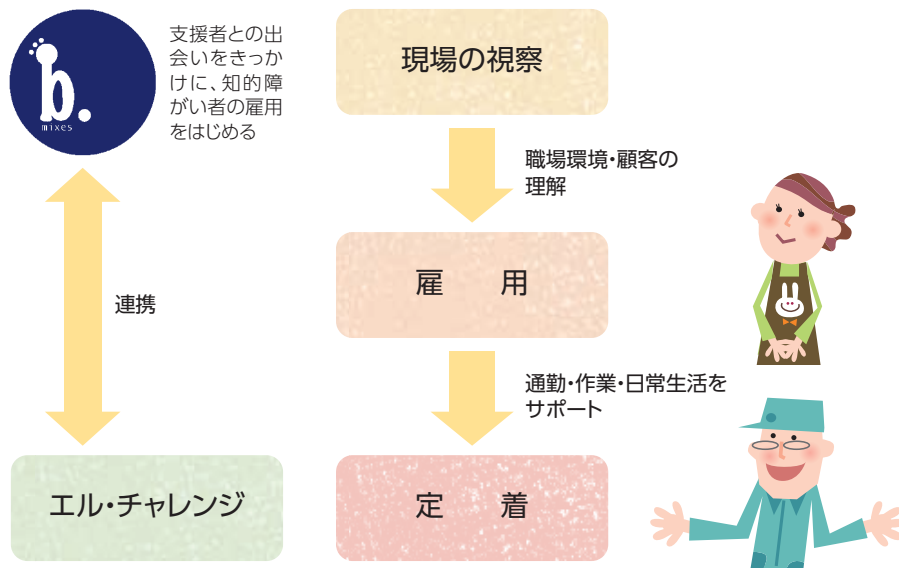 b.
mixes
支援者との出
会いをきっか
けに、知的障
がい者の雇用
をはじめる
連携
エル・チャレンジ
現場の視察
職場環境・顧客の
理解
雇　用
通勤・作業・日常生活を
サポート
定　着